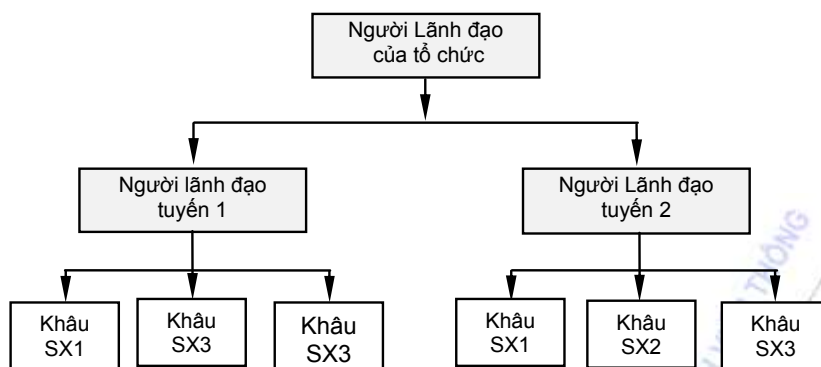 Người Lãnh đạo
của tổ chức
Người lãnh đạo
tuyến 1
Người Lãnh đạo
tuyến 2
Khâu
SX1
Khâu
SX3
Khâu
SX3
Khâu
SX1
Khâu
SX2
Khâu
SX3
THÔNG